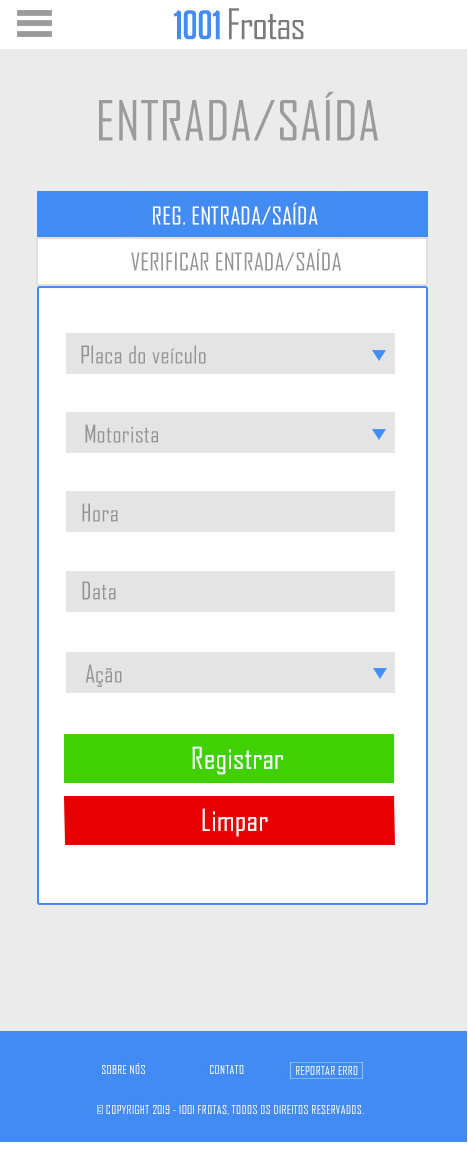 1001 Frotas
ENTRADA/SAÍDA
REG. ENTRADA/SAÍDA
VERIFICAR ENTRADA/SAÍDA
Placa do veículo
Motorista
Hora
Data
Ação
Registrar
Limpar
SOBRE NÓS CONTATO REPORTAR ERRO
© COPYRIGHT 2019 - 1001 FROTAS, TODOS OS DIREITOS RESERVADOS.